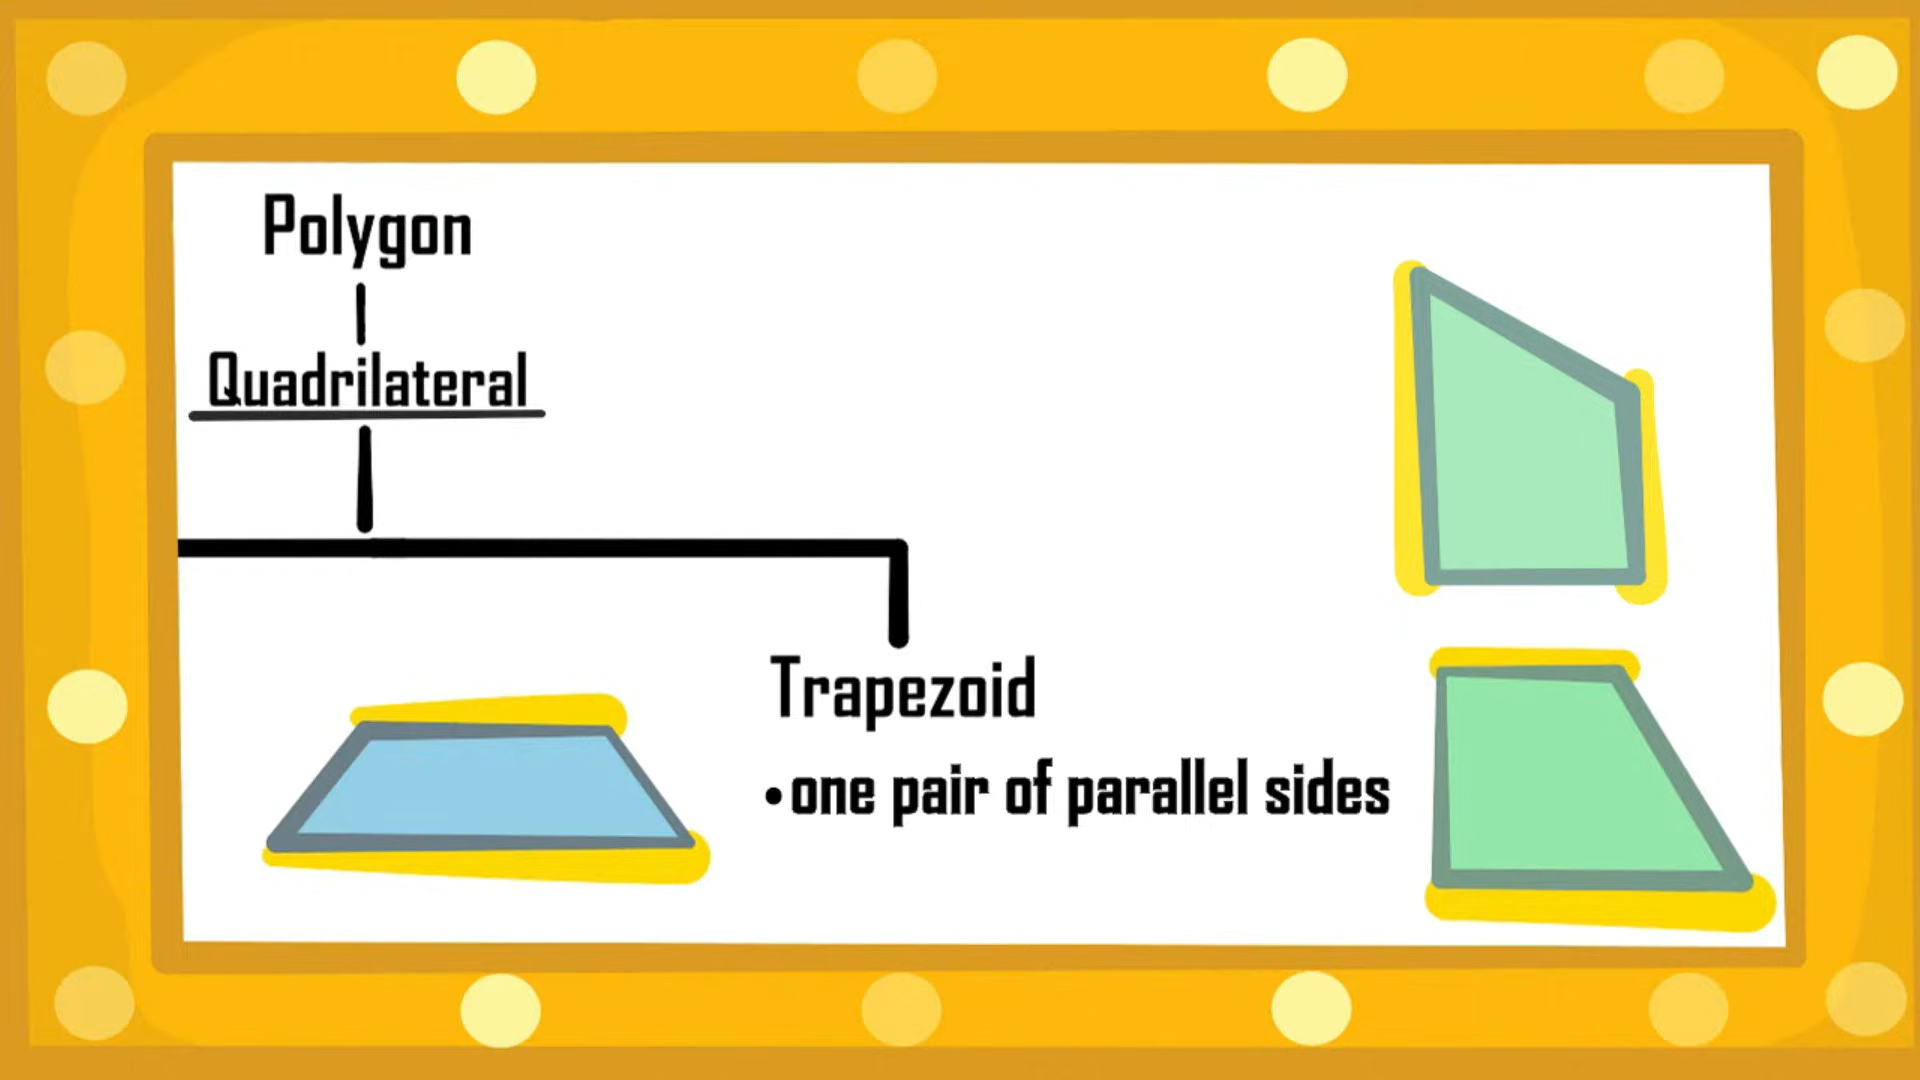 Polygon
Quadrilateral
Trapezoid
•one pair of parallel sides